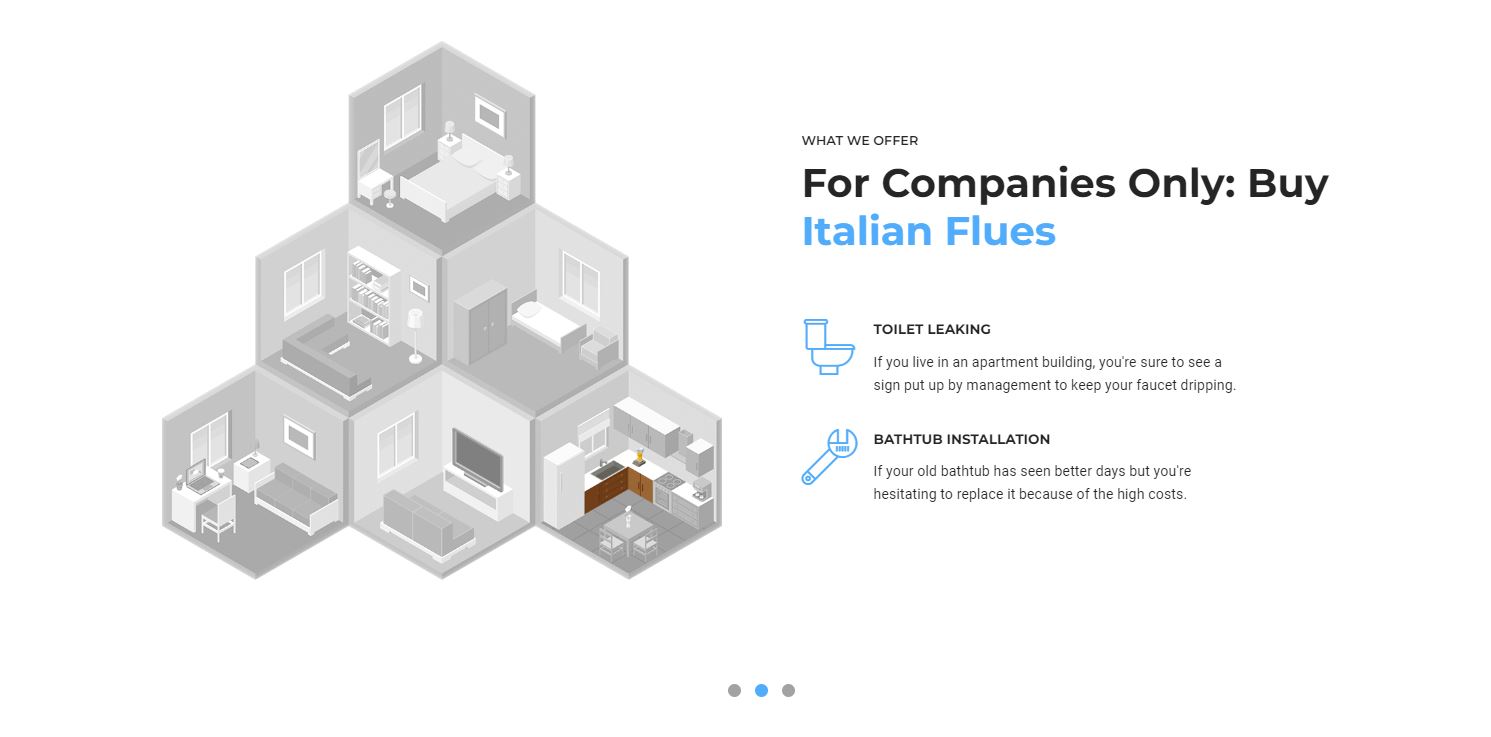 WHAT WE OFFER
For Companies Only: Buy
Italian Flues
TOILET LEAKING
If you live in an apartment building, you're sure to see a
sign put up by management to keep your faucet dripping.
BATHTUB INSTALLATION
If your old bathtub has seen better days but you're
hesitating to replace it because of the high costs.